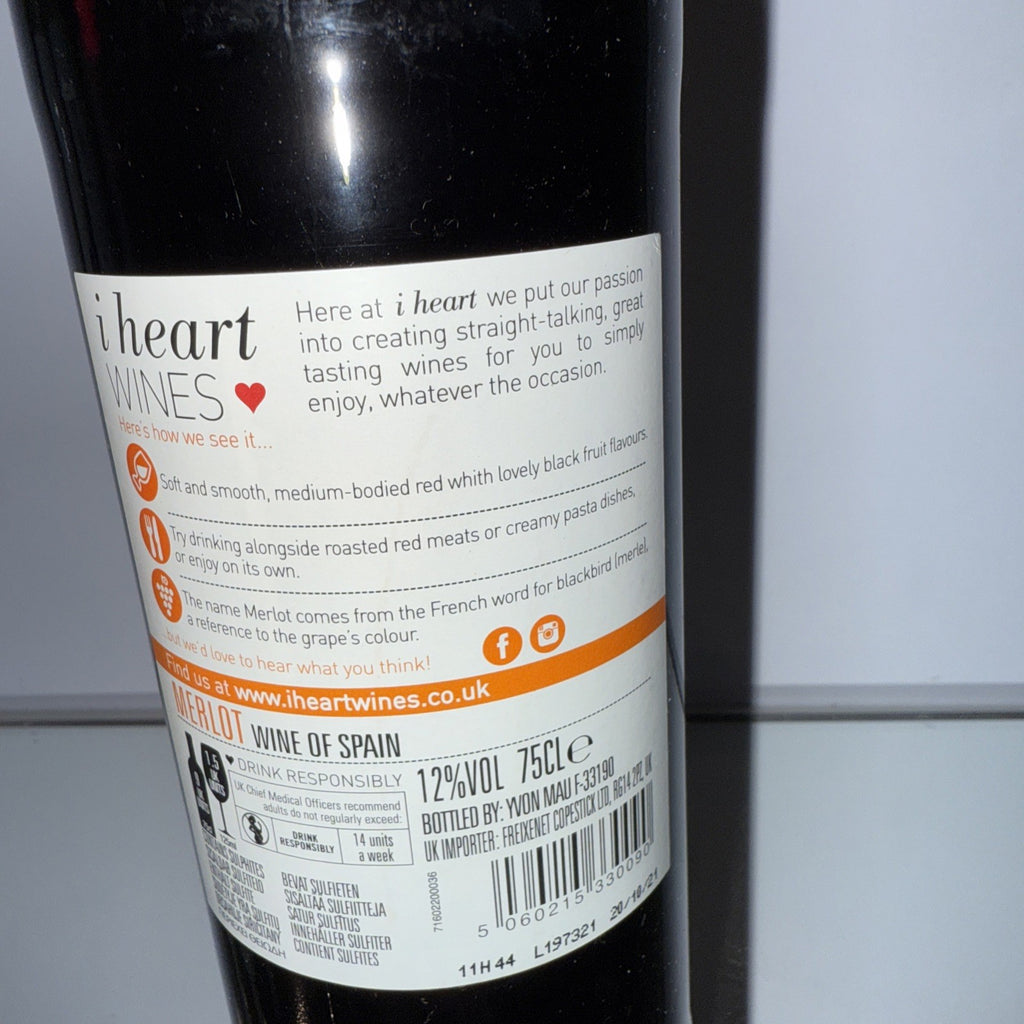 i heart
WINES
Here at i heart we put our passion
into creating straight-talking, great
tasting wines for you to simply
enjoy, whatever the occasion.
Here's how we see it...
Soft and smooth, medium-bodied red whith lovely black fruit flavours.
Try drinking alongside roasted red meats or creamy pasta dishes,
or enjoy on its own.
The name Merlot comes from the French word for blackbird (merle),
a reference to the grape's colour.
...but we'd love to hear what you think!
Find us at www.iheartwines.co.uk
MERLOT WINE OF SPAIN
DRINK RESPONSIBLY
UK Chief Medical Officers recommend
adults do not regularly exceed:
DRINK
RESPONSIBLY
14 units
a week
1.5
125ml
12%VOL 75CL e
BOTTLED BY: YVON MAU F-33190
UK IMPORTER: FREIXENET COPESTICK LTD, RG14 2PZ, UK
SULPHITES
BEVAT SULFIETEN
SISÄLTÄÄ SULFIITTEJA
SATUR SULFĪTUS
INNEHÅLLER SULFITER
CONTIENT SULFITES
71602200036
5 060215 330090
11H44 L197321 20/10/21